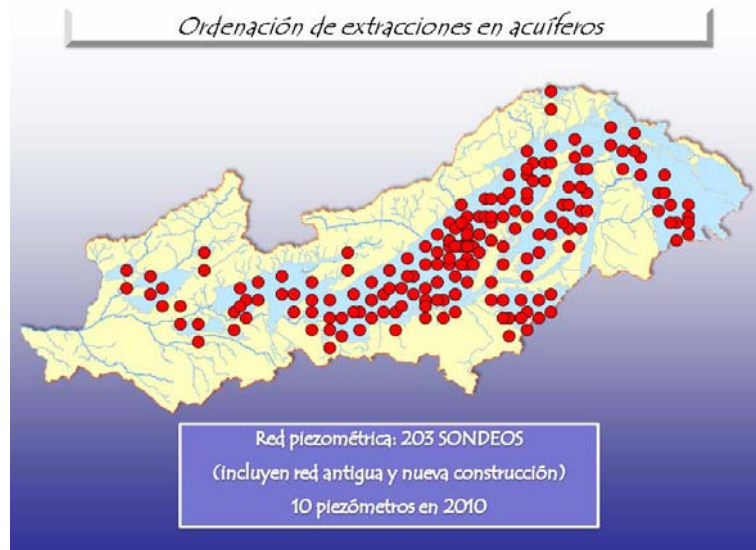 Ordenación de extracciones en acuíferos
Red piezométrica: 203 SONDEOS
(incluyen red antigua y nueva construcción)
10 piezómetros en 2010